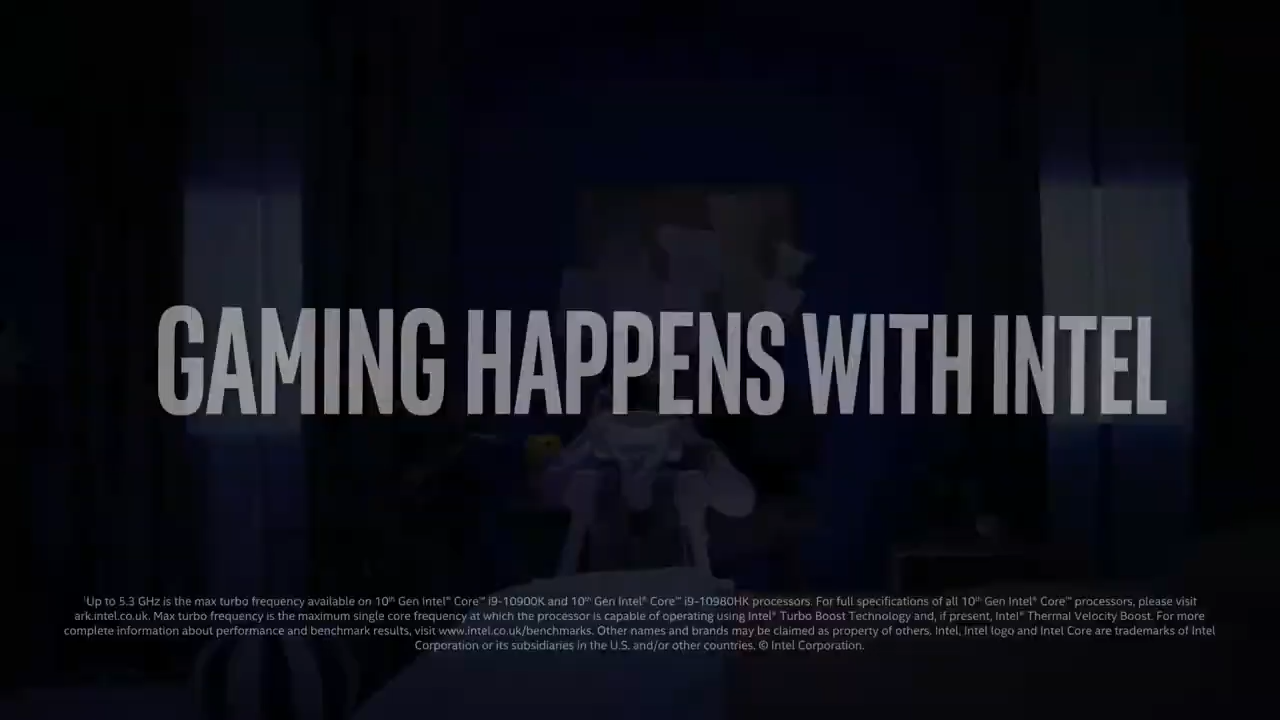 GAMING HAPPENS WITH INTEL
¹Up to 5.3 GHz is the max turbo frequency available on 10th Gen Intel® Core™ i9-10900K and 10th Gen Intel® Core™ i9-10980HK processors. For full specifications of all 10th Gen Intel® Core™ processors, please visit
ark.intel.co.uk. Max turbo frequency is the maximum single core frequency at which the processor is capable of operating using Intel® Turbo Boost Technology and, if present, Intel® Thermal Velocity Boost. For more
complete information about performance and benchmark results, visit www.intel.co.uk/benchmarks. Other names and brands may be claimed as property of others. Intel, Intel logo and Intel Core are trademarks of Intel
Corporation or its subsidiaries in the U.S. and/or other countries. © Intel Corporation.